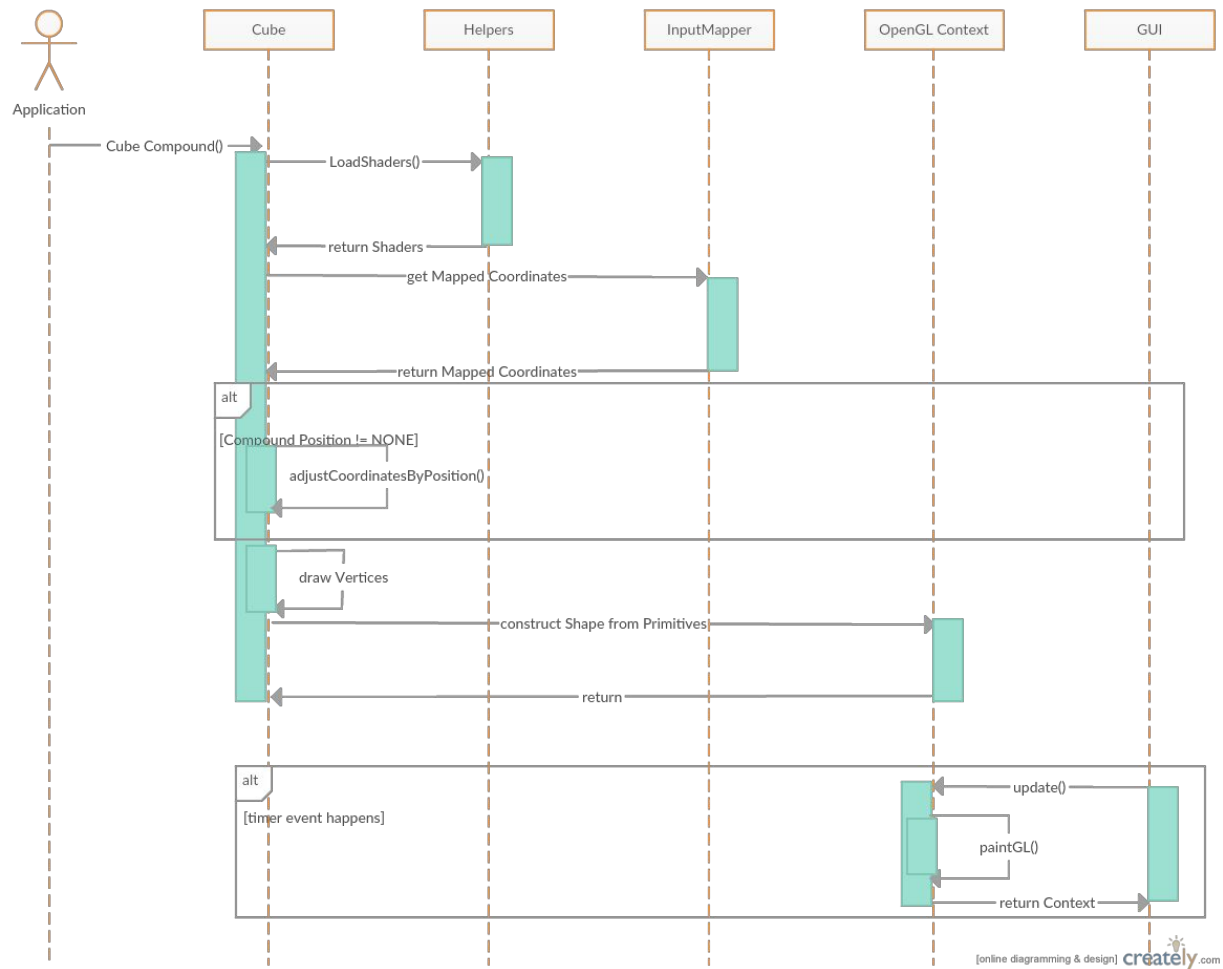 Cube
Helpers
InputMapper
OpenGL Context
GUI
Application
Cube Compound()
LoadShaders()
return Shaders
get Mapped Coordinates
return Mapped Coordinates
alt
[Compound Position != NONE]
adjustCoordinatesByPosition()
draw Vertices
construct Shape from Primitives
return
alt
update()
[timer event happens]
paintGL()
return Context
[online diagramming & design] creately.com